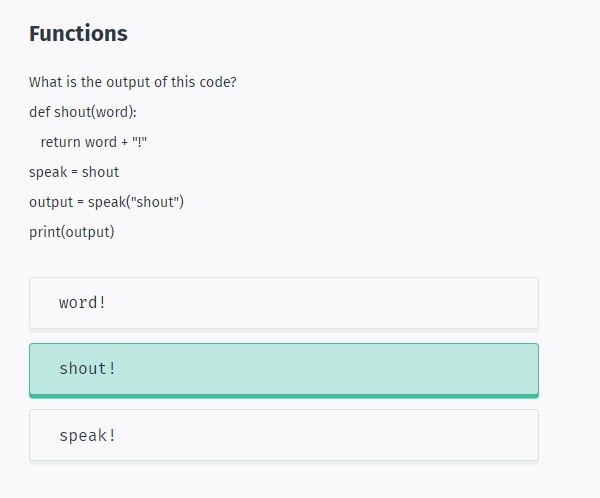 Functions
What is the output of this code?
def shout(word):
return word + "!"
speak = shout
output = speak("shout")
print(output)
word!
shout!
speak!